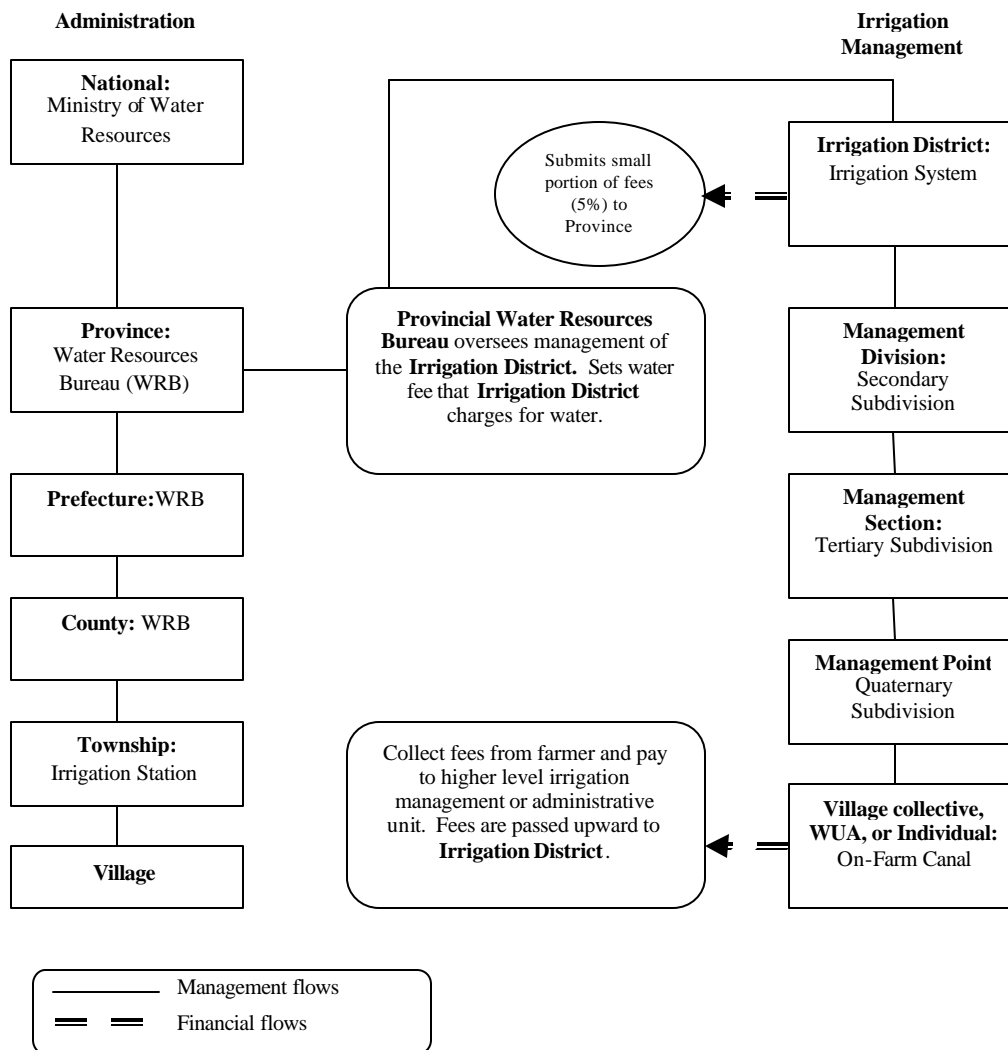 Administration
National:
Ministry of Water
Resources
Province:
Water Resources
Bureau (WRB)
Prefecture:WRB
County: WRB
Township:
Irrigation Station
Village
Submits small
portion of fees
(5%) to
Province
Provincial Water Resources
Bureau oversees management of
the Irrigation District. Sets water
fee that Irrigation District
charges for water.
Collect fees from farmer and pay
to higher level irrigation
management or administrative
unit. Fees are passed upward to
Irrigation District.
Irrigation
Management
Irrigation District:
Irrigation System
Management
Division:
Secondary
Subdivision
Management
Section:
Tertiary Subdivision
Management Point
Quaternary
Subdivision
Village collective,
WUA, or Individual:
On-Farm Canal
Management flows
Financial flows